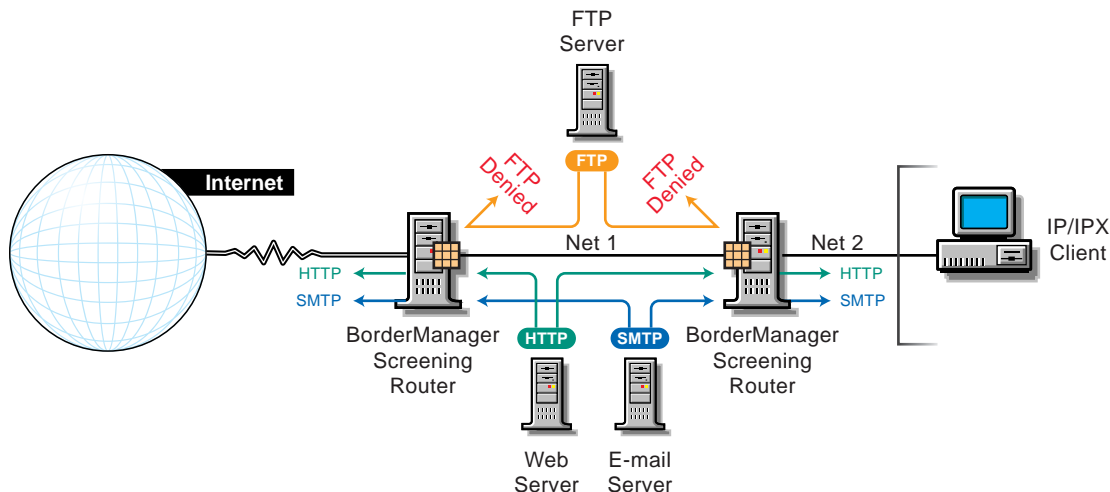 FTP
Server
Internet
FTP
Denied
FTP
FTP
Denied
Net 1
Net 2
IP/IPX
Client
HTTP
SMTP
HTTP
SMTP
BorderManager
Screening
Router
HTTP
SMTP
BorderManager
Screening
Router
Web
Server
E-mail
Server